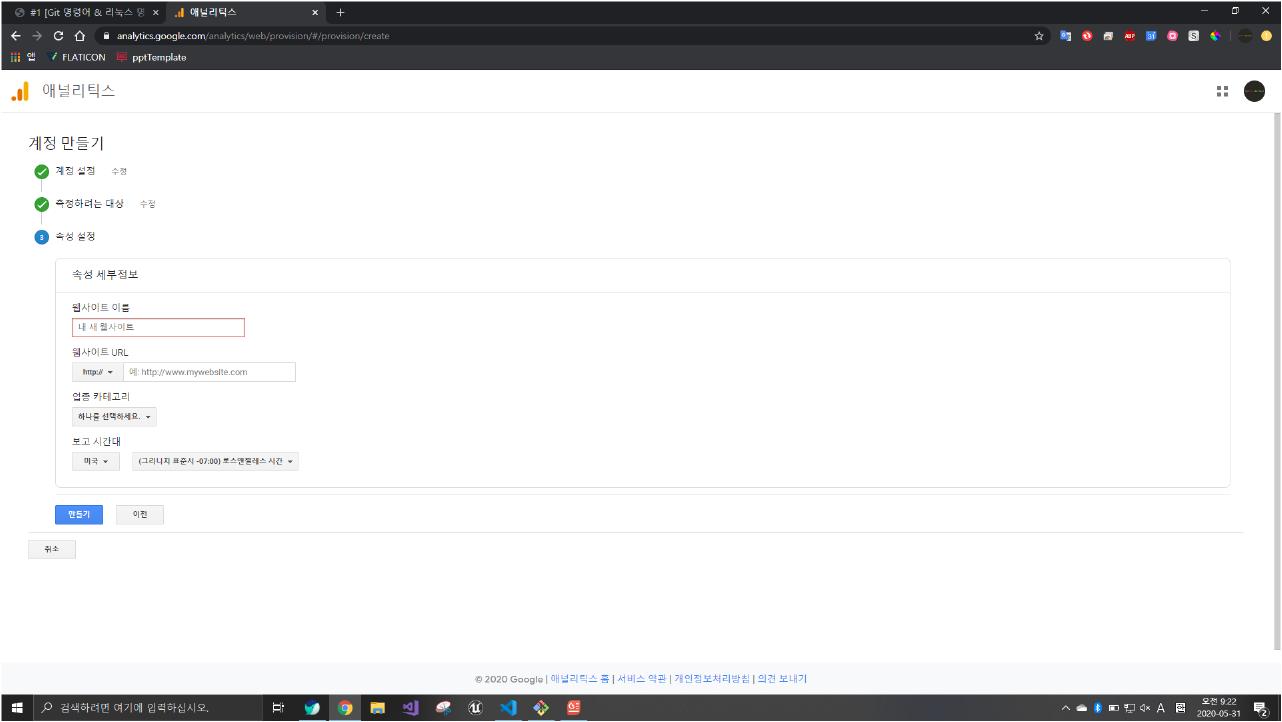 #1 [Git 명령어 & 리눅스 명
애널리틱스
analytics.google.com/analytics/web/provision/#/provision/create
앱
FLATICON
pptTemplate
애널리틱스
계정 만들기
계정 설정 수정
측정하려는 대상 수정
3 속성 설정
속성 세부정보
웹사이트 이름
내 새 웹사이트
웹사이트 URL
http:// 예: http://www.mywebsite.com
업종 카테고리
하나를 선택하세요.
보고 시간대
미국 (그리니치 표준시 -07:00) 로스앤젤레스 시간
만들기 이전
취소
© 2020 Google | 애널리틱스 홈 | 서비스 약관 | 개인정보처리방침 | 의견 보내기
검색하려면 여기에 입력하십시오.
A
오전 9:22
2020-05-31
2